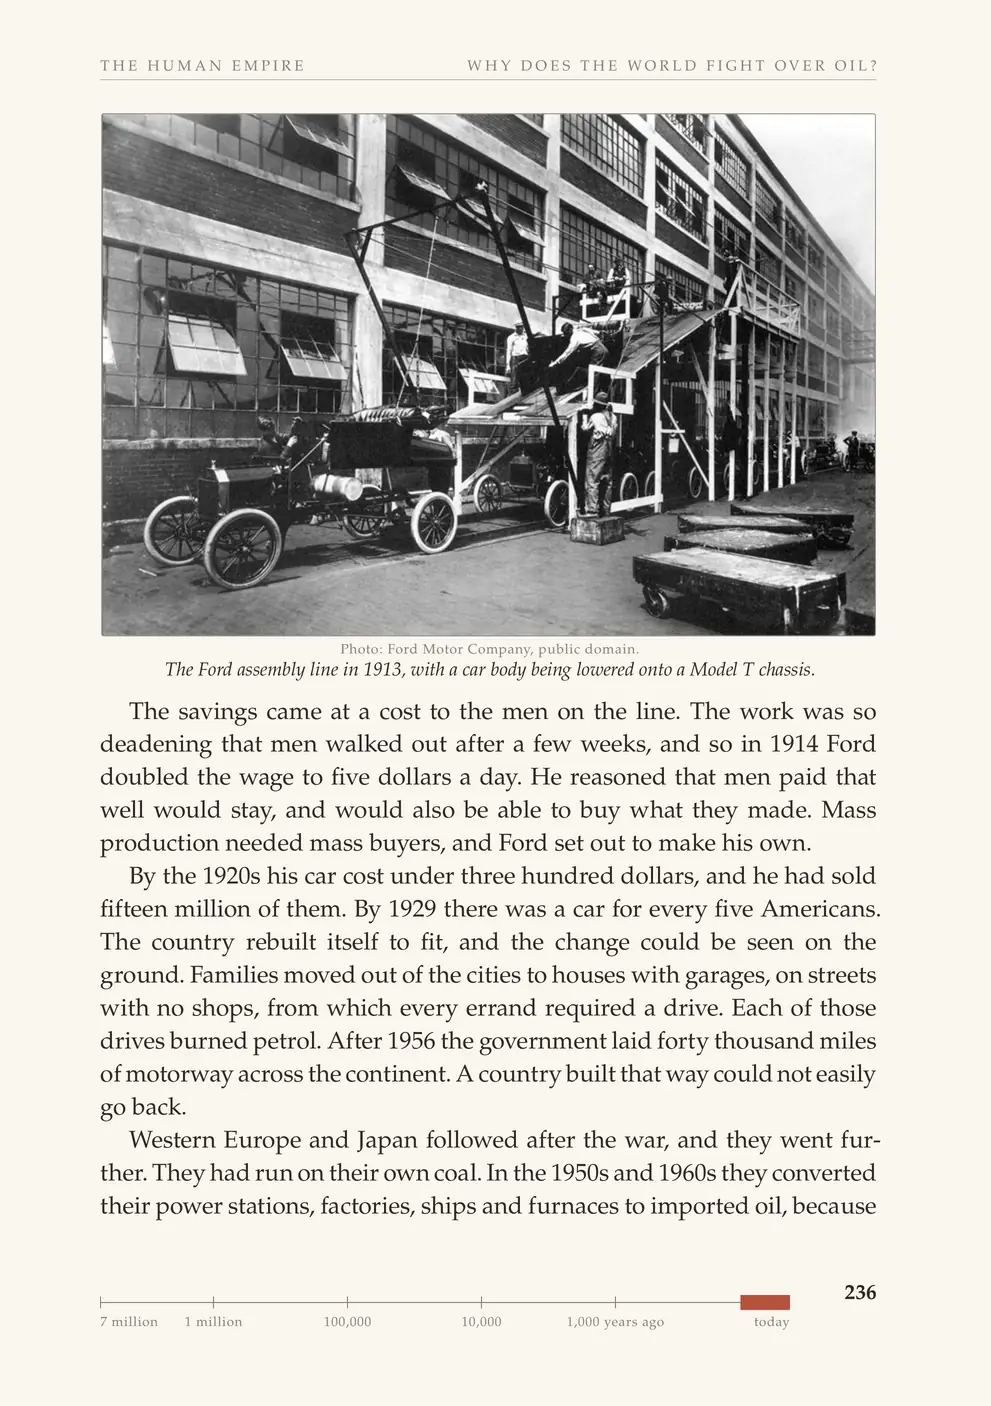 THE HUMAN EMPIRE
WHY DOES THE WORLD FIGHT OVER OIL?
Photo: Ford Motor Company, public domain.
The Ford assembly line in 1913, with a car body being lowered onto a Model T chassis.
The savings came at a cost to the men on the line. The work was so
deadening that men walked out after a few weeks, and so in 1914 Ford
doubled the wage to five dollars a day. He reasoned that men paid that
well would stay, and would also be able to buy what they made. Mass
production needed mass buyers, and Ford set out to make his own.
By the 1920s his car cost under three hundred dollars, and he had sold
fifteen million of them. By 1929 there was a car for every five Americans.
The country rebuilt itself to fit, and the change could be seen on the
ground. Families moved out of the cities to houses with garages, on streets
with no shops, from which every errand required a drive. Each of those
drives burned petrol. After 1956 the government laid forty thousand miles
of motorway across the continent. A country built that way could not easily
go back.
Western Europe and Japan followed after the war, and they went fur-
ther. They had run on their own coal. In the 1950s and 1960s they converted
their power stations, factories, ships and furnaces to imported oil, because
236
7 million 1 million 100,000 10,000 1,000 years ago today